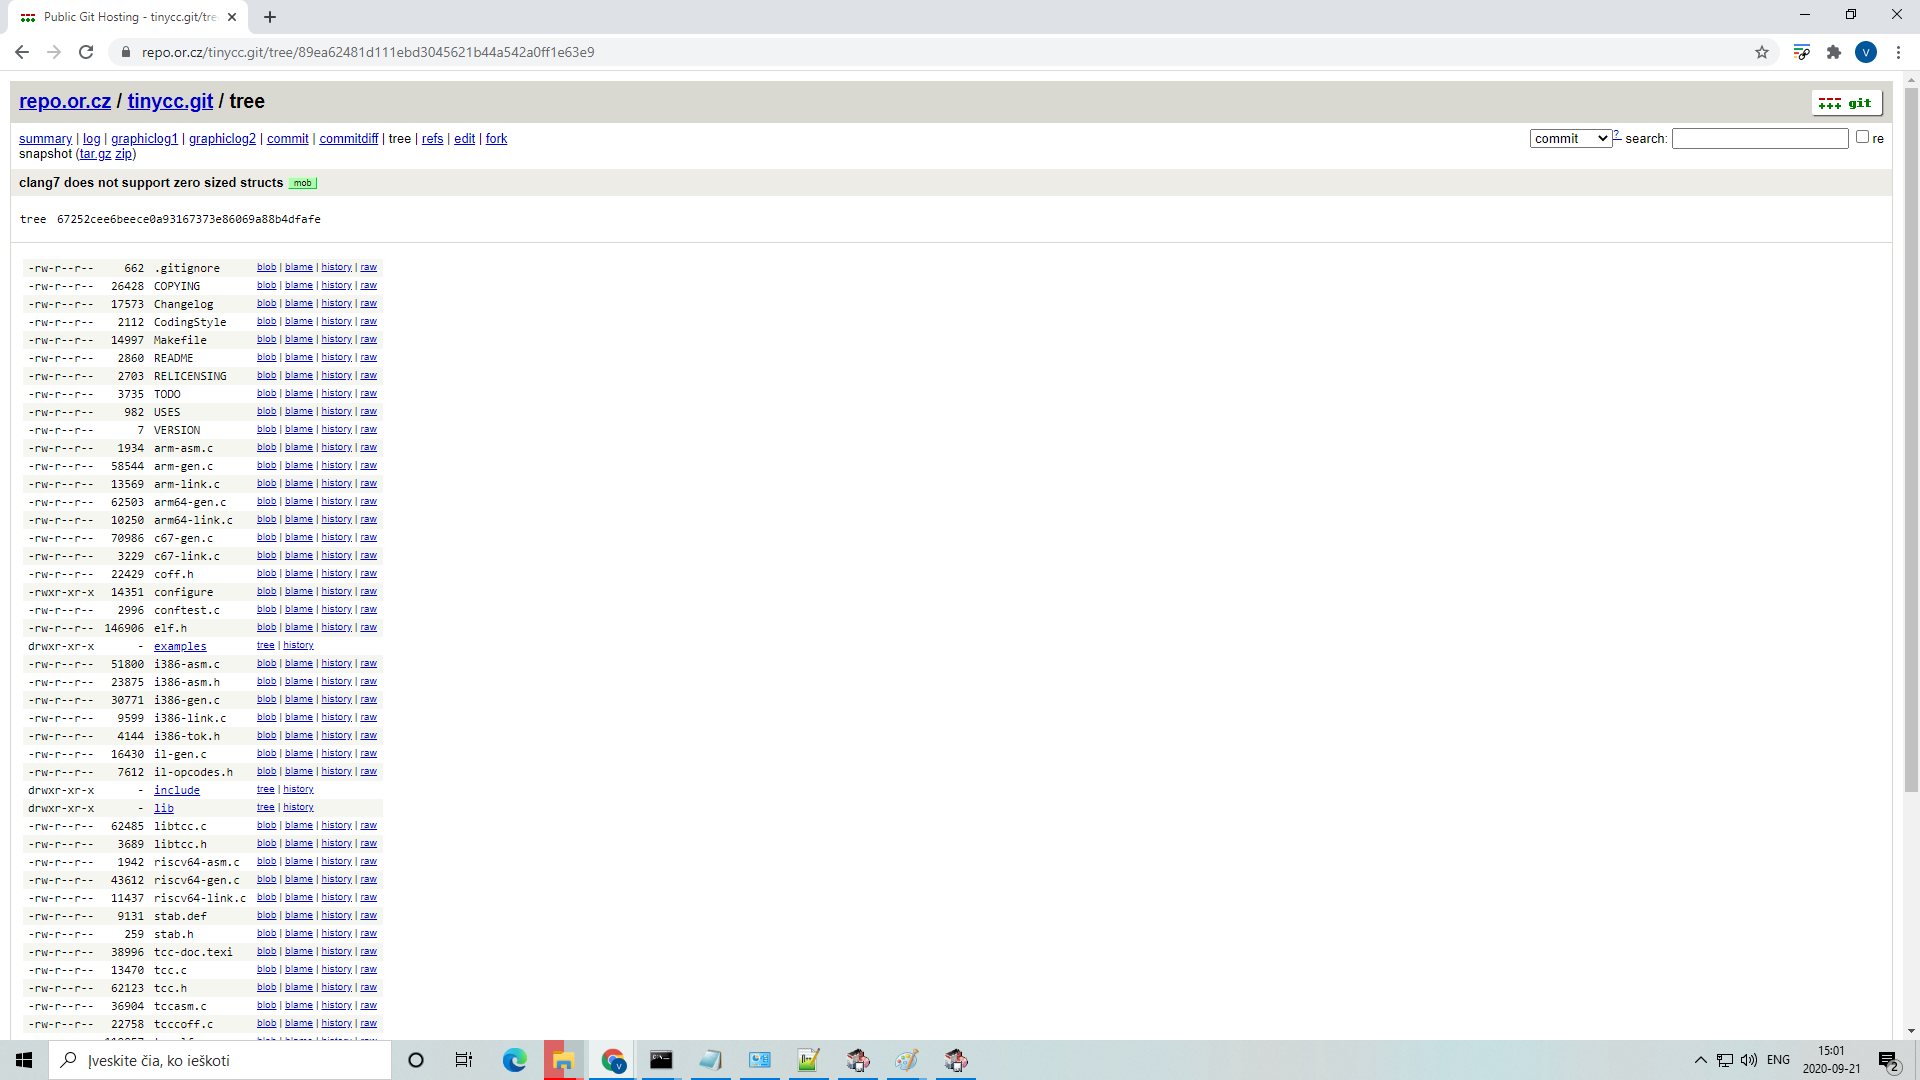 Public Git Hosting - tinycc.git/tre
repo.or.cz/tinycc.git/tree/89ea62481d111ebd3045621b44a542a0ff1e63e9
V
repo.or.cz / tinycc.git / tree
git
summary | log | graphiclog1 | graphiclog2 | commit | commitdiff | tree | refs | edit | fork
commit ? search: re
snapshot (tar.gz zip)
clang7 does not support zero sized structs mob
tree 67252cee6beece0a93167373e86069a88b4dfafe
-rw-r--r-- 662 .gitignore blob | blame | history | raw
-rw-r--r-- 26428 COPYING blob | blame | history | raw
-rw-r--r-- 17573 Changelog blob | blame | history | raw
-rw-r--r-- 2112 CodingStyle blob | blame | history | raw
-rw-r--r-- 14997 Makefile blob | blame | history | raw
-rw-r--r-- 2860 README blob | blame | history | raw
-rw-r--r-- 2703 RELICENSING blob | blame | history | raw
-rw-r--r-- 3735 TODO blob | blame | history | raw
-rw-r--r-- 982 USES blob | blame | history | raw
-rw-r--r-- 7 VERSION blob | blame | history | raw
-rw-r--r-- 1934 arm-asm.c blob | blame | history | raw
-rw-r--r-- 58544 arm-gen.c blob | blame | history | raw
-rw-r--r-- 13569 arm-link.c blob | blame | history | raw
-rw-r--r-- 62503 arm64-gen.c blob | blame | history | raw
-rw-r--r-- 10250 arm64-link.c blob | blame | history | raw
-rw-r--r-- 70986 c67-gen.c blob | blame | history | raw
-rw-r--r-- 3229 c67-link.c blob | blame | history | raw
-rw-r--r-- 22429 coff.h blob | blame | history | raw
-rwxr-xr-x 14351 configure blob | blame | history | raw
-rw-r--r-- 2996 conftest.c blob | blame | history | raw
-rw-r--r-- 146906 elf.h blob | blame | history | raw
drwxr-xr-x - examples tree | history
-rw-r--r-- 51800 i386-asm.c blob | blame | history | raw
-rw-r--r-- 23875 i386-asm.h blob | blame | history | raw
-rw-r--r-- 30771 i386-gen.c blob | blame | history | raw
-rw-r--r-- 9599 i386-link.c blob | blame | history | raw
-rw-r--r-- 4144 i386-tok.h blob | blame | history | raw
-rw-r--r-- 16430 il-gen.c blob | blame | history | raw
-rw-r--r-- 7612 il-opcodes.h blob | blame | history | raw
drwxr-xr-x - include tree | history
drwxr-xr-x - lib tree | history
-rw-r--r-- 62485 libtcc.c blob | blame | history | raw
-rw-r--r-- 3689 libtcc.h blob | blame | history | raw
-rw-r--r-- 1942 riscv64-asm.c blob | blame | history | raw
-rw-r--r-- 43612 riscv64-gen.c blob | blame | history | raw
-rw-r--r-- 11437 riscv64-link.c blob | blame | history | raw
-rw-r--r-- 9131 stab.def blob | blame | history | raw
-rw-r--r-- 259 stab.h blob | blame | history | raw
-rw-r--r-- 38996 tcc-doc.texi blob | blame | history | raw
-rw-r--r-- 13470 tcc.c blob | blame | history | raw
-rw-r--r-- 62123 tcc.h blob | blame | history | raw
-rw-r--r-- 36904 tccasm.c blob | blame | history | raw
-rw-r--r-- 22758 tcccoff.c blob | blame | history | raw
Įveskite čia, ko ieškoti
ENG
15:01
2020-09-21
2